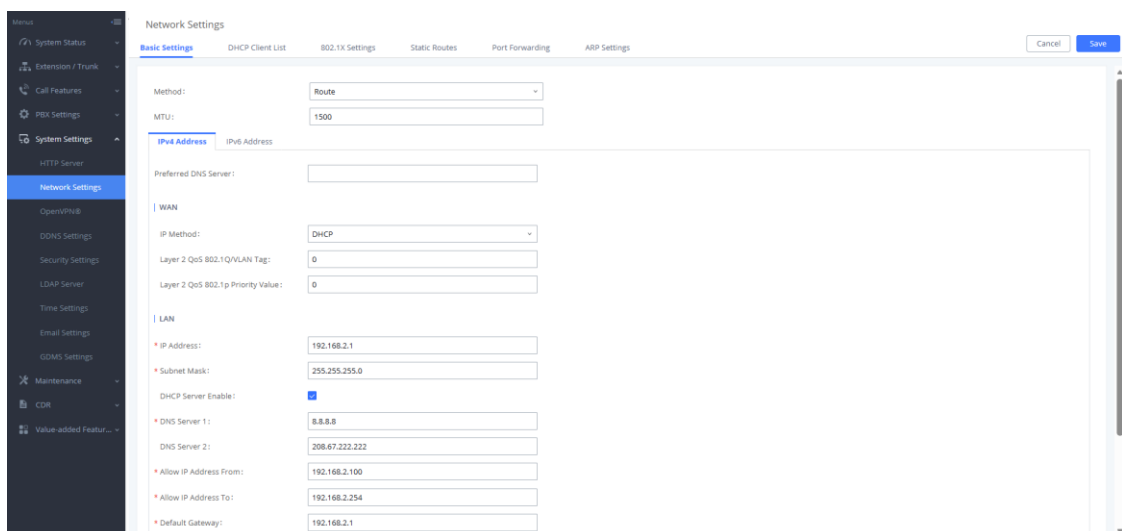 Menus
System Status
Extension / Trunk
Call Features
PBX Settings
System Settings
HTTP Server
Network Settings
OpenVPN®
DDNS Settings
Security Settings
LDAP Server
Time Settings
Email Settings
GDMS Settings
Maintenance
CDR
Value-added Featur...
Network Settings
Basic Settings DHCP Client List 802.1X Settings Static Routes Port Forwarding ARP Settings
Cancel Save
Method: Route
MTU: 1500
IPv4 Address IPv6 Address
Preferred DNS Server:
WAN
IP Method: DHCP
Layer 2 QoS 802.1Q/VLAN Tag: 0
Layer 2 QoS 802.1p Priority Value: 0
LAN
* IP Address: 192.168.2.1
* Subnet Mask: 255.255.255.0
DHCP Server Enable:
* DNS Server 1: 8.8.8.8
DNS Server 2: 208.67.222.222
* Allow IP Address From: 192.168.2.100
* Allow IP Address To: 192.168.2.254
* Default Gateway: 192.168.2.1